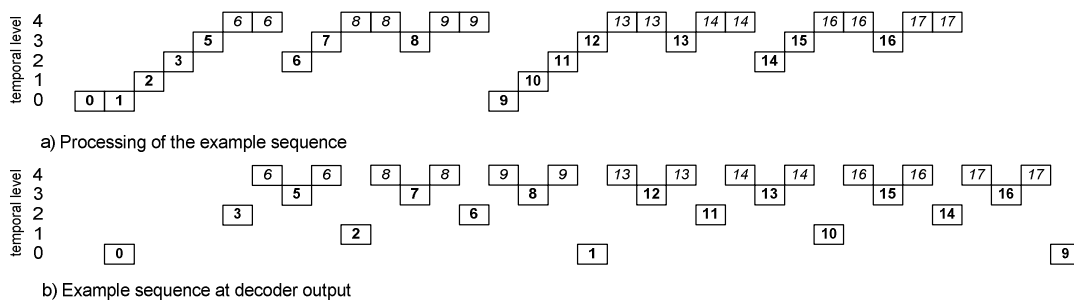 temporal level
4 6 6 8 8 9 9 13 13 14 14 16 16 17 17
3 5 7 8 12 13 15 16
2 3 6 11 14
1 2 10
0 0 1 9
a) Processing of the example sequence
temporal level
4 6 6 8 8 9 9 13 13 14 14 16 16 17 17
3 5 7 8 12 13 15 16
2 3 6 11 14
1 2 10
0 0 1 9
b) Example sequence at decoder output